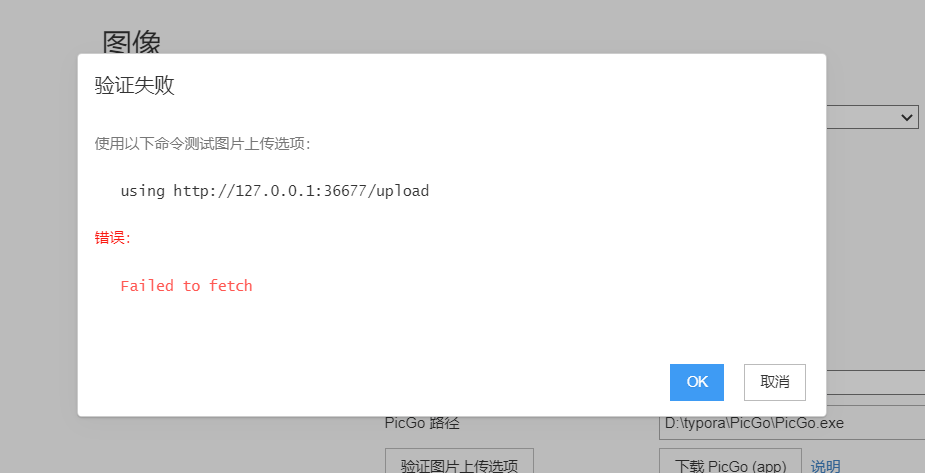 图像
验证失败
使用以下命令测试图片上传选项:
using http://127.0.0.1:36677/upload
错误:
Failed to fetch
OK 取消
PicGo 路径 D:\typora\PicGo\PicGo.exe
验证图片上传选项 下载 PicGo (app) 说明